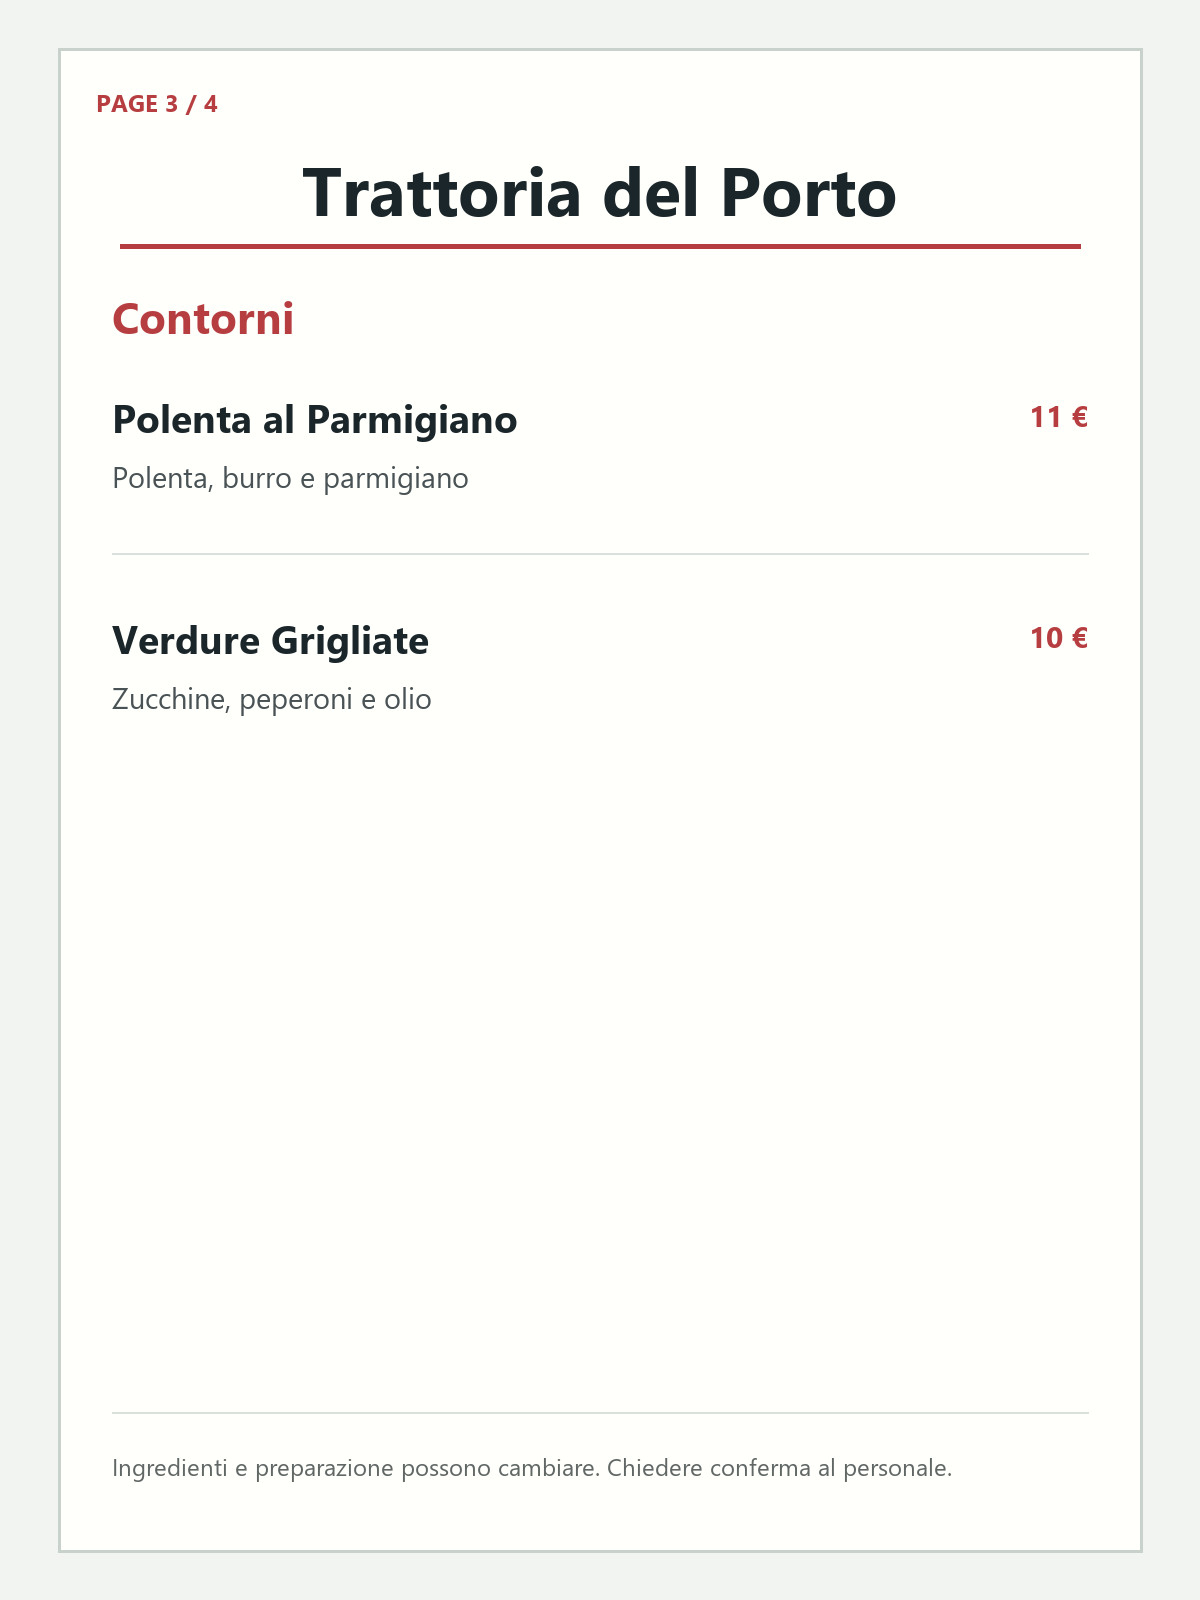 PAGE 3 / 4
Trattoria del Porto
Contorni
Polenta al Parmigiano 11 €
Polenta, burro e parmigiano
Verdure Grigliate 10 €
Zucchine, peperoni e olio
Ingredienti e preparazione possono cambiare. Chiedere conferma al personale.